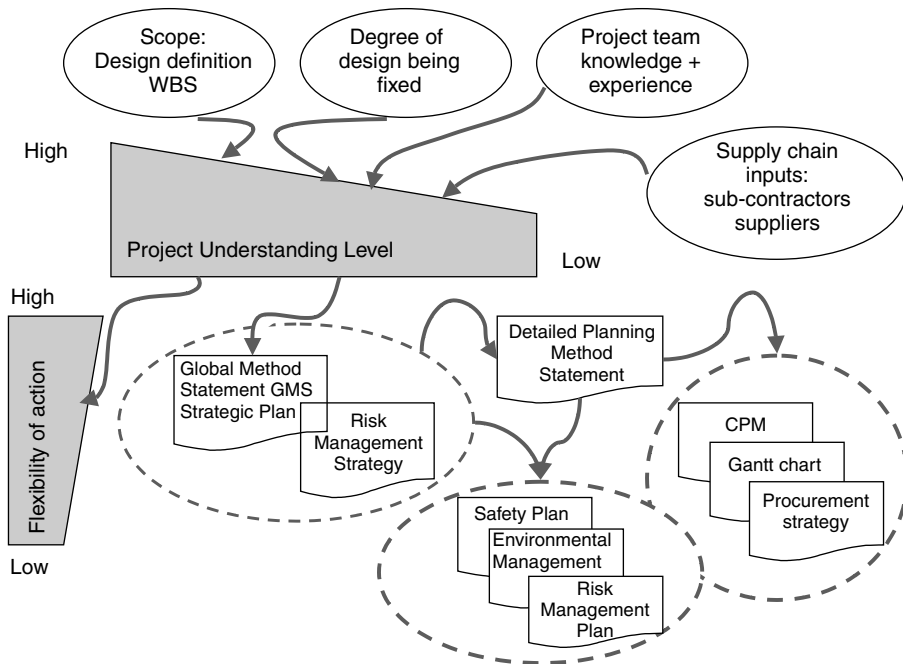 Scope:
Design definition
WBS
Degree of
design being
fixed
Project team
knowledge +
experience
High
Supply chain
inputs:
sub-contractors
suppliers
Project Understanding Level
Low
High
Flexibility of action
Low
Global Method
Statement GMS
Strategic Plan
Risk
Management
Strategy
Detailed Planning
Method
Statement
CPM
Gantt chart
Procurement
strategy
Safety Plan
Environmental
Management
Risk
Management
Plan